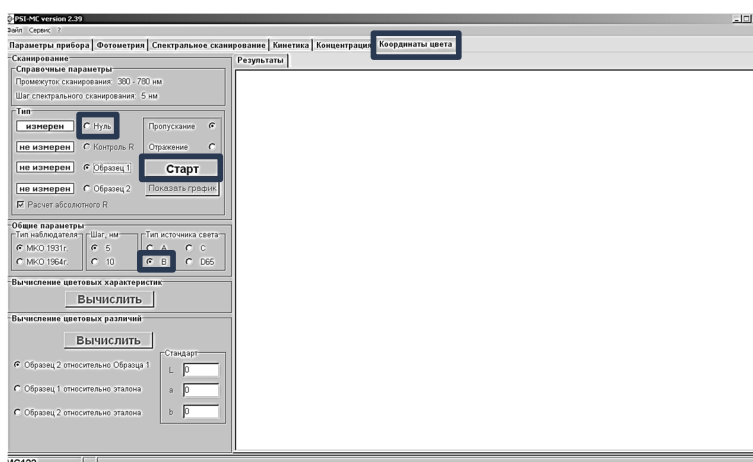 PSI-MC version 2.39
Файл Сервис ?
Параметры прибора Фотометрия Спектральное сканирование Кинетика Концентрация Координаты цвета
Сканирование
Справочные параметры
Промежуток сканирования: 380 - 780 нм
Шаг спектрального сканирования: 5 нм
Тип
измерен Нуль Пропускание
не измерен Контроль R Отражение
не измерен Образец 1 Старт
не измерен Образец 2 Показать график
Расчет абсолютного R
Общие параметры
Тип наблюдателя Шаг, нм Тип источника света
МКО 1931г. 5 A C
МКО 1964г. 10 B D65
Вычисление цветовых характеристик
Вычислить
Вычисление цветовых различий
Вычислить
Образец 2 относительно Образца 1
Образец 1 относительно эталона
Образец 2 относительно эталона
Стандарт
L 0
a 0
b 0
Результаты